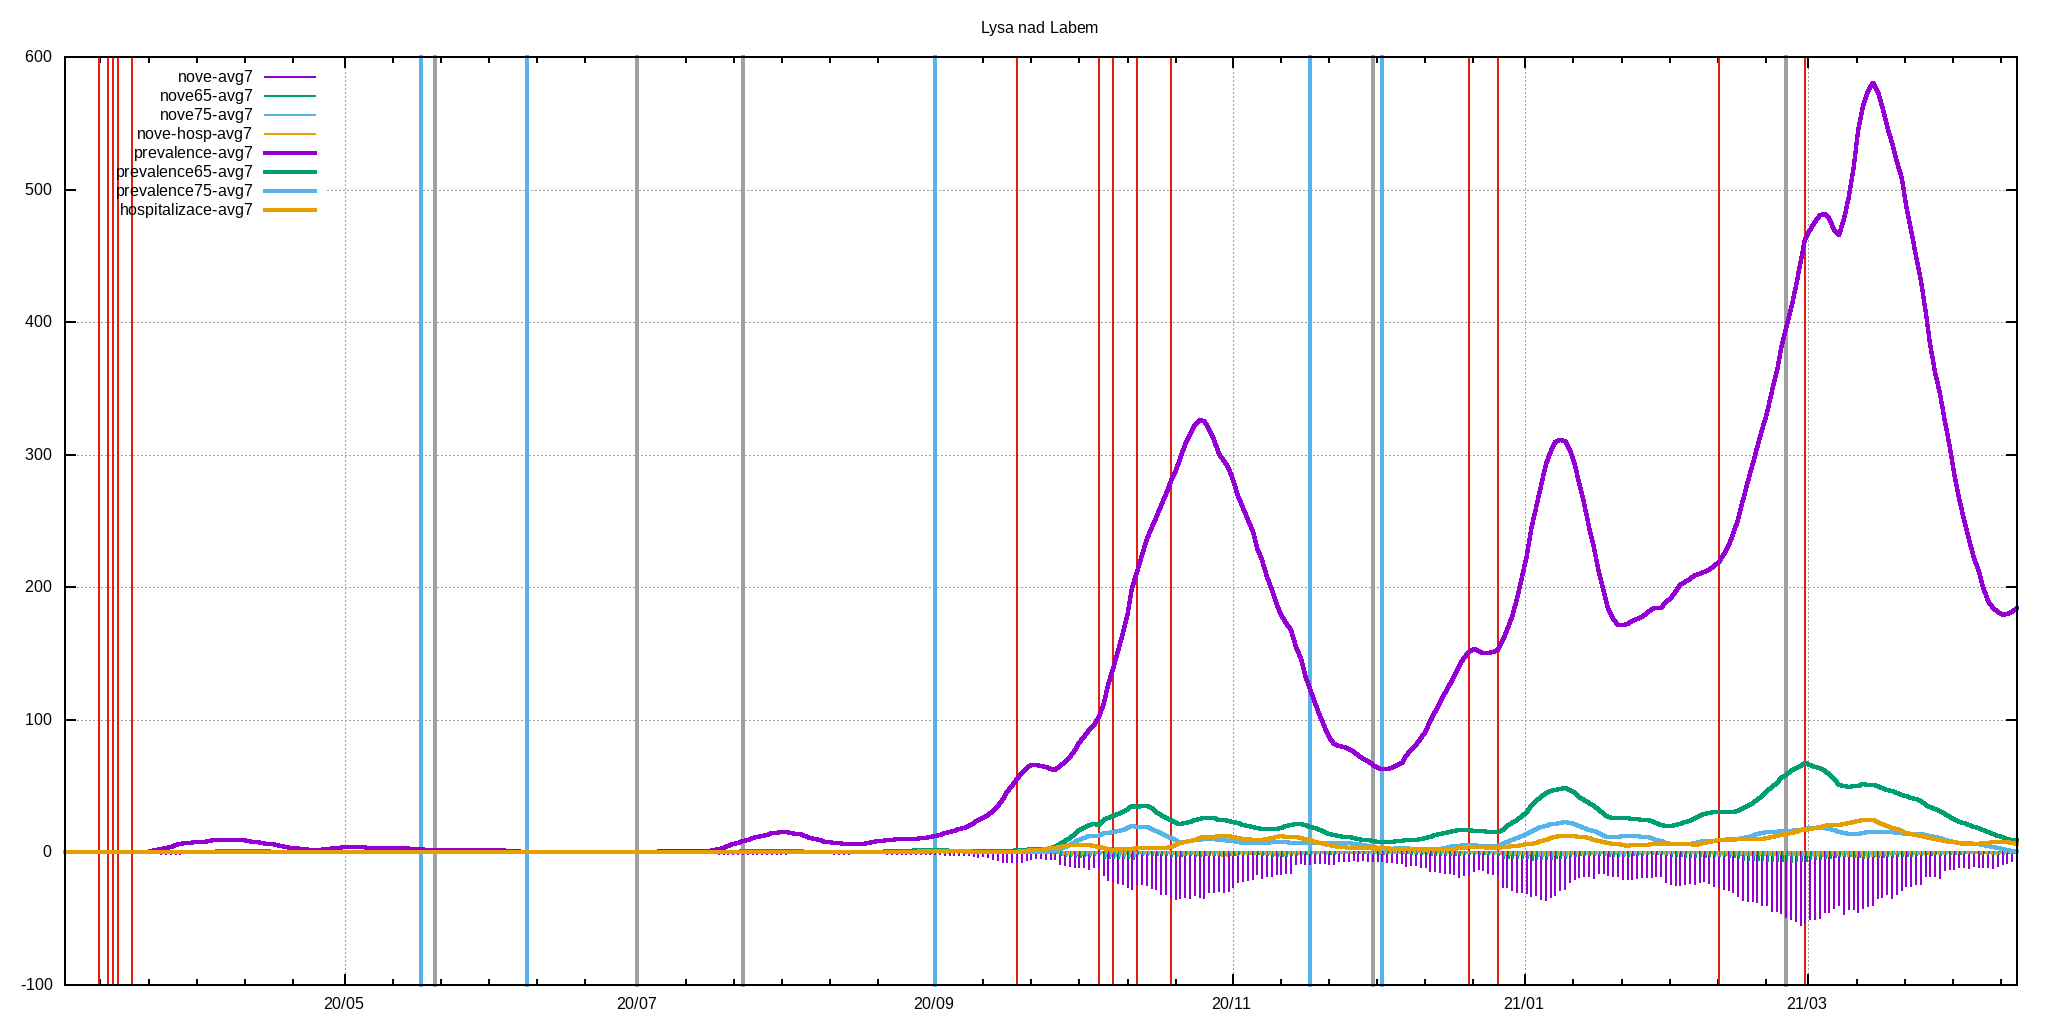 Lysa nad Labem
600
500
400
300
200
100
0
-100
nove-avg7
nove65-avg7
nove75-avg7
nove-hosp-avg7
prevalence-avg7
prevalence65-avg7
prevalence75-avg7
hospitalizace-avg7
20/05
20/07
20/09
20/11
21/01
21/03